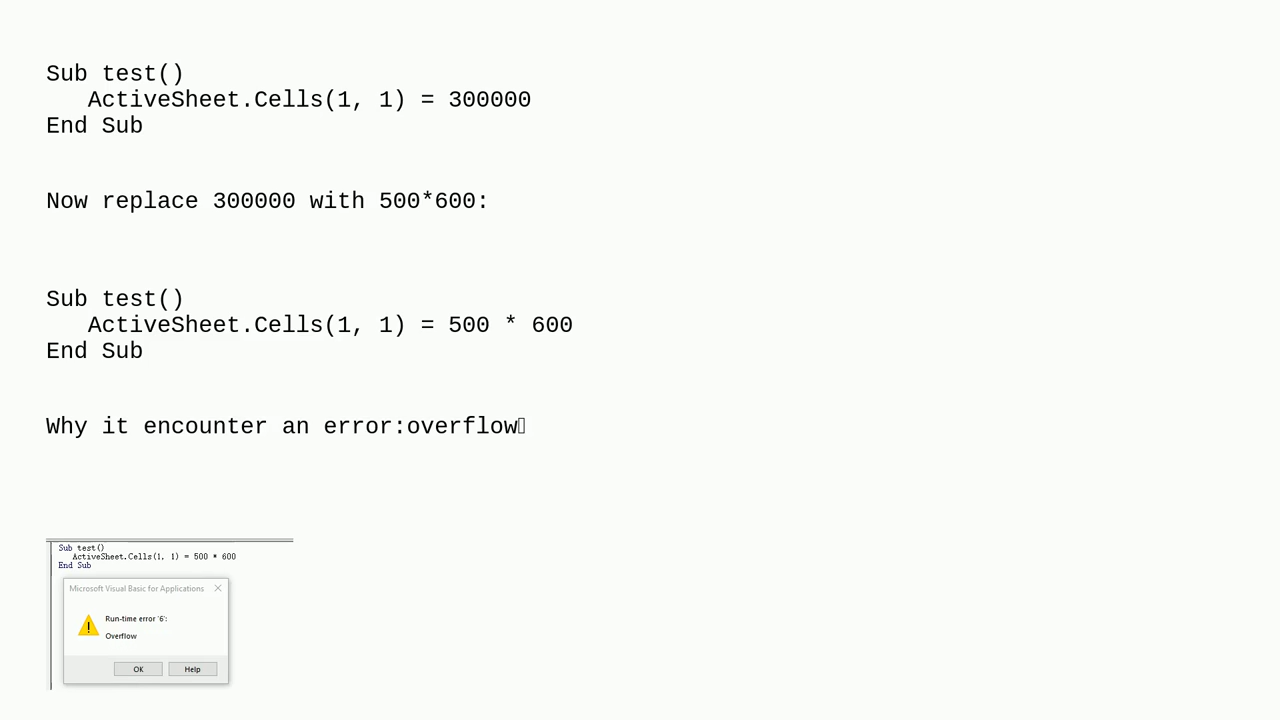 Sub test()
   ActiveSheet.Cells(1, 1) = 300000
End Sub
Now replace 300000 with 500*600:
Sub test()
   ActiveSheet.Cells(1, 1) = 500 * 600
End Sub
Why it encounter an error:overflow
Sub test()
   ActiveSheet.Cells(1, 1) = 500 * 600
End Sub
Microsoft Visual Basic for Applications
Run-time error '6':
Overflow
OK Help